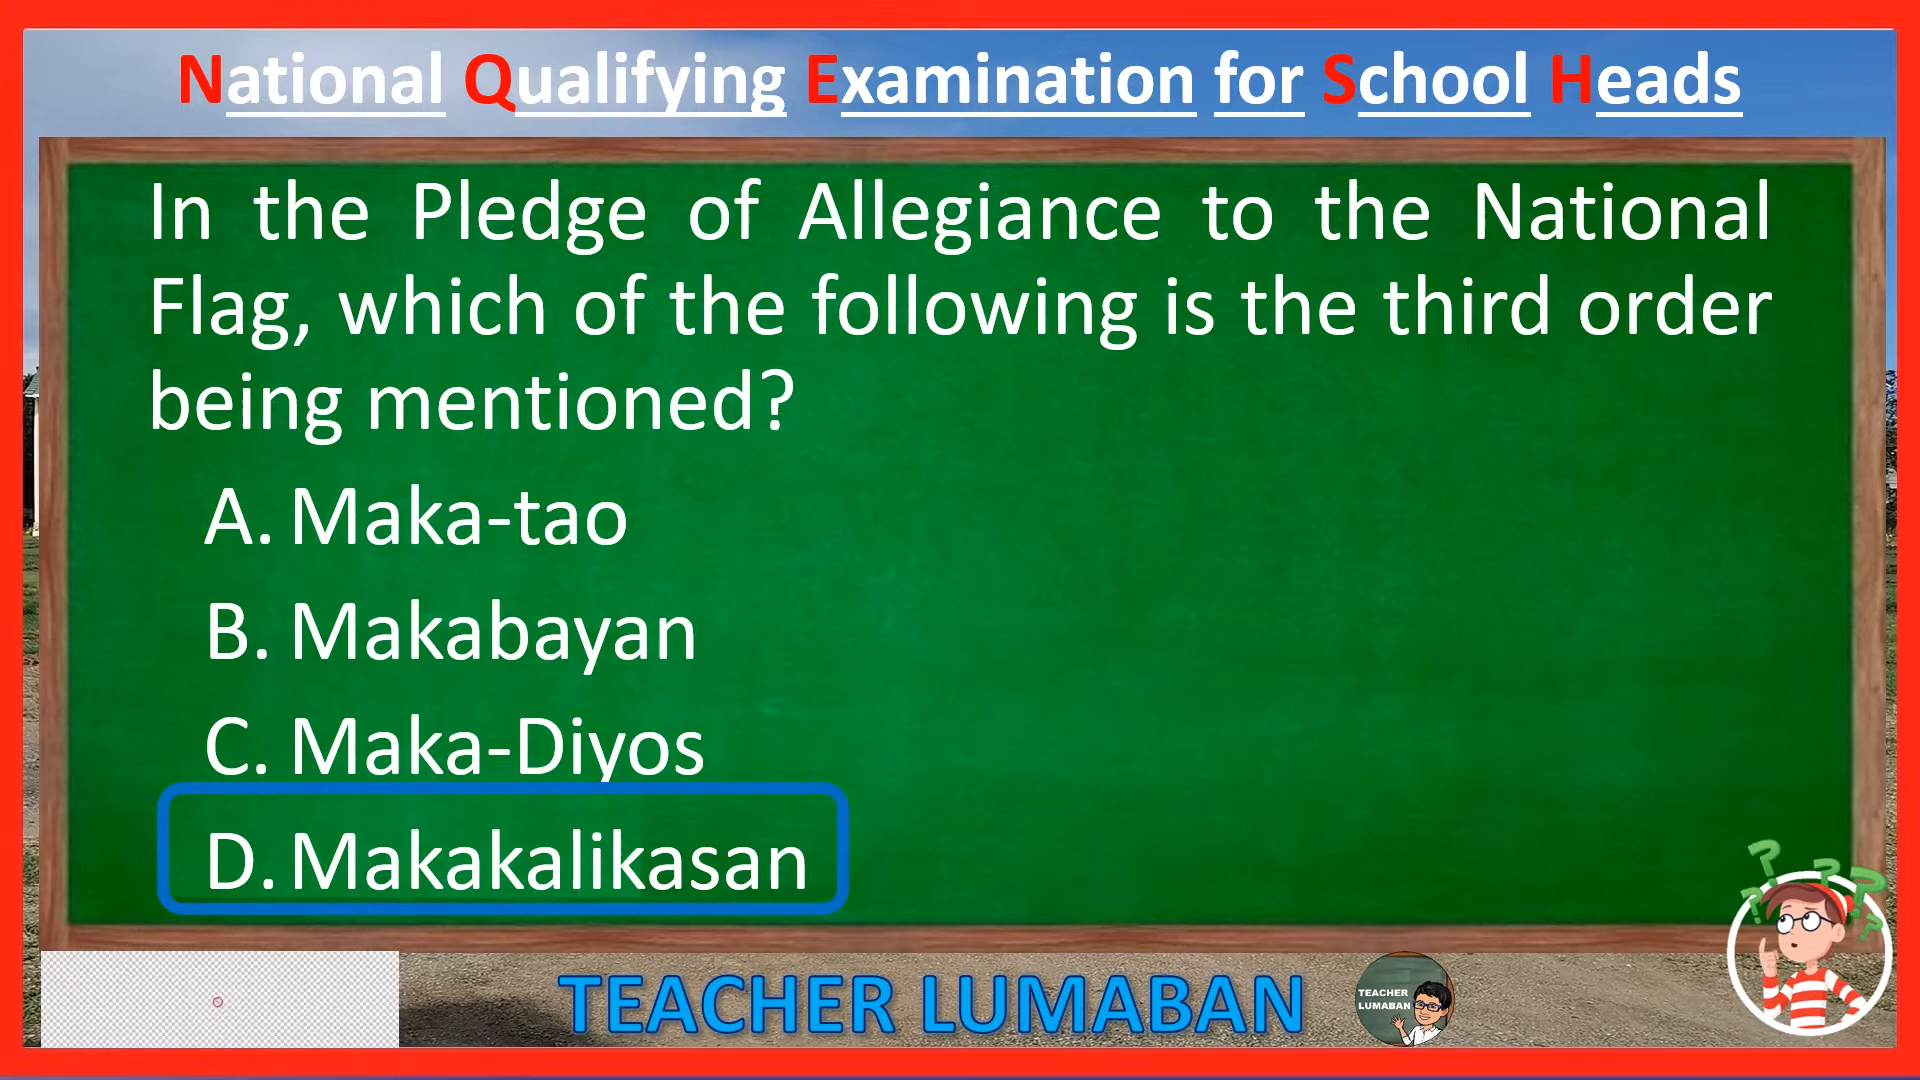 National Qualifying Examination for School Heads
In the Pledge of Allegiance to the National
Flag, which of the following is the third order
being mentioned?
A. Maka-tao
B. Makabayan
C. Maka-Diyos
D. Makakalikasan
TEACHER LUMABAN
TEACHER
LUMABAN